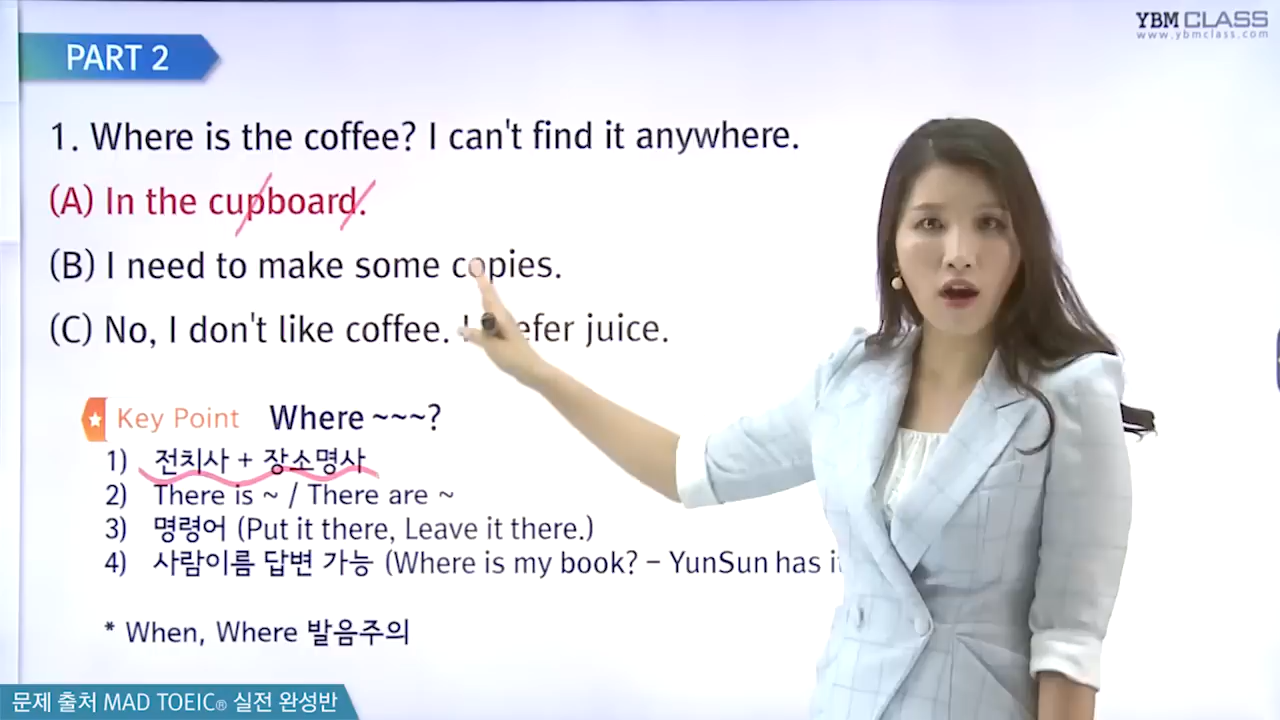 YBM CLASS
www.ybmclass.com
PART 2
1. Where is the coffee? I can't find it anywhere.
(A) In the cupboard.
(B) I need to make some copies.
(C) No, I don't like coffee. I juice.
Key Point Where ~~~?
1) 전치사 + 장소명사
2) There is ~ / There are ~
3) 명령어 (Put it there, Leave it there.)
4) 사람이름 답변 가능 (Where is my book? – YunSun has
* When, Where 발음주의
문제 출처 MAD TOEIC® 실전 완성반